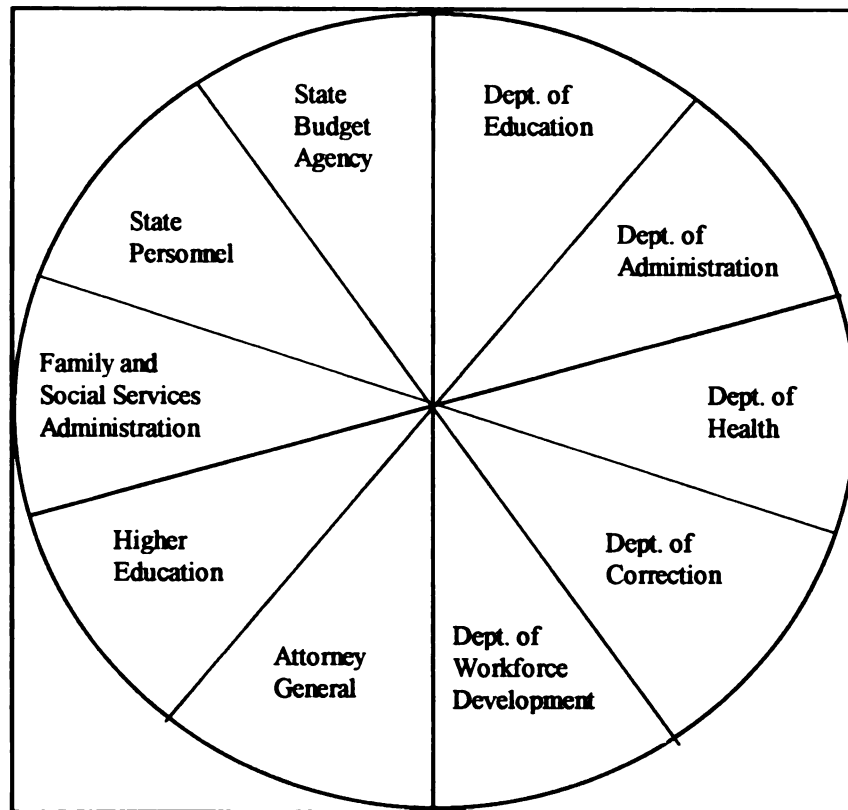 State
Budget
Agency
Dept. of
Education
State
Personnel
Dept. of
Administration
Family and
Social Services
Administration
Dept. of
Health
Higher
Education
Dept. of
Correction
Attorney
General
Dept. of
Workforce
Development